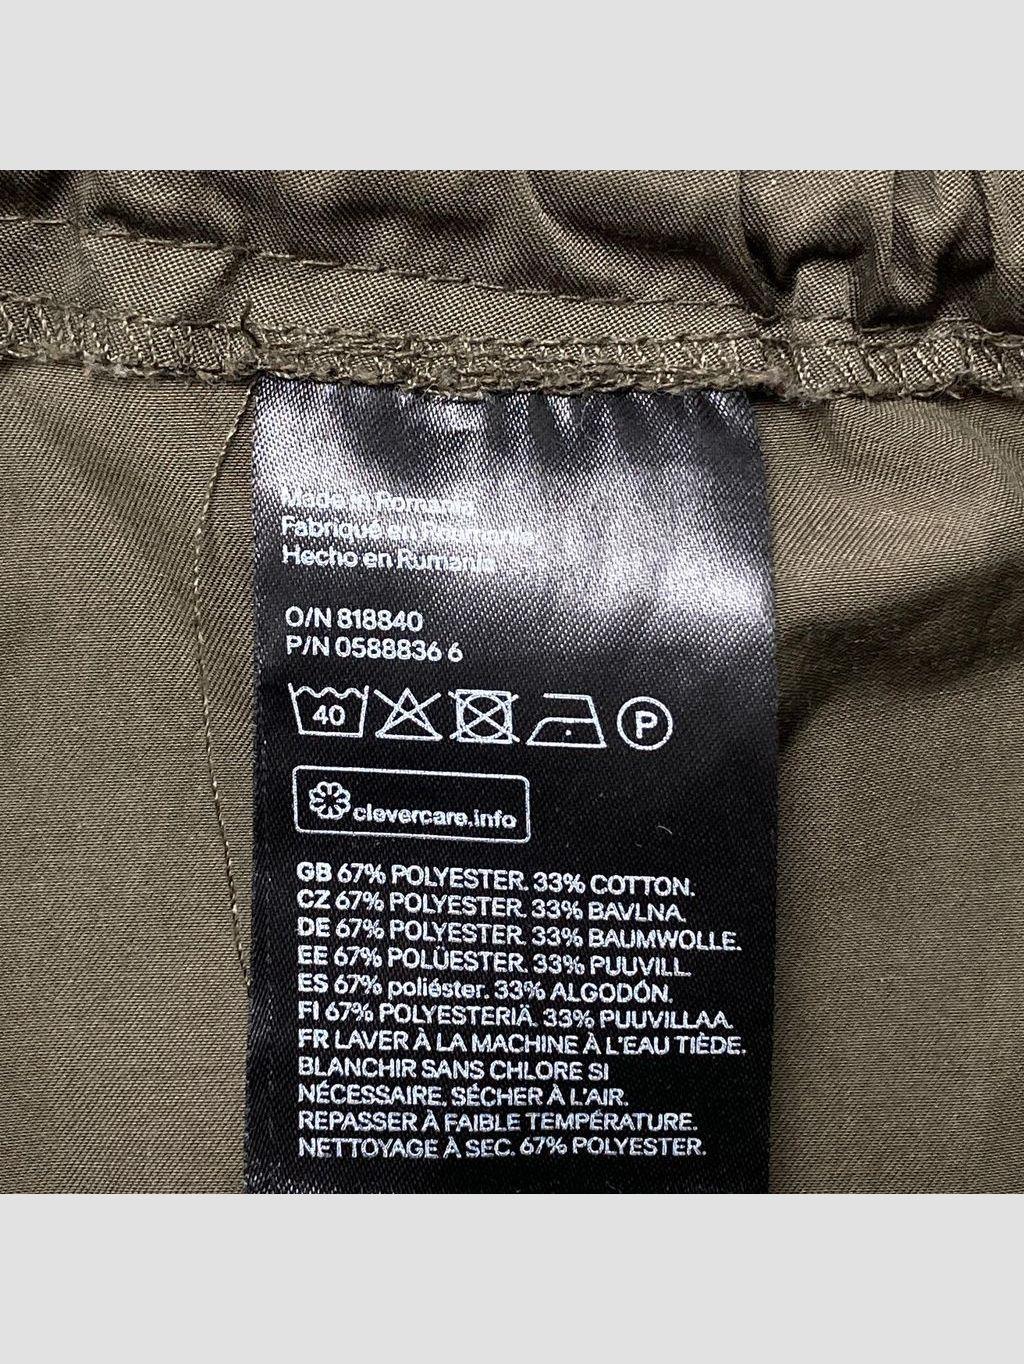 Made in Romania
Fabriqué en Roumanie
Hecho en Rumania
O/N 818840
P/N 0588836 6
40 P
clevercare.info
GB 67% POLYESTER. 33% COTTON.
CZ 67% POLYESTER. 33% BAVLNA.
DE 67% POLYESTER. 33% BAUMWOLLE.
EE 67% POLÜESTER. 33% PUUVILL.
ES 67% poliéster. 33% ALGODÓN.
FI 67% POLYESTERIÄ. 33% PUUVILLAA.
FR LAVER À LA MACHINE À L'EAU TIÈDE.
BLANCHIR SANS CHLORE SI
NÉCESSAIRE. SÉCHER À L'AIR.
REPASSER À FAIBLE TEMPÉRATURE.
NETTOYAGE À SEC. 67% POLYESTER.